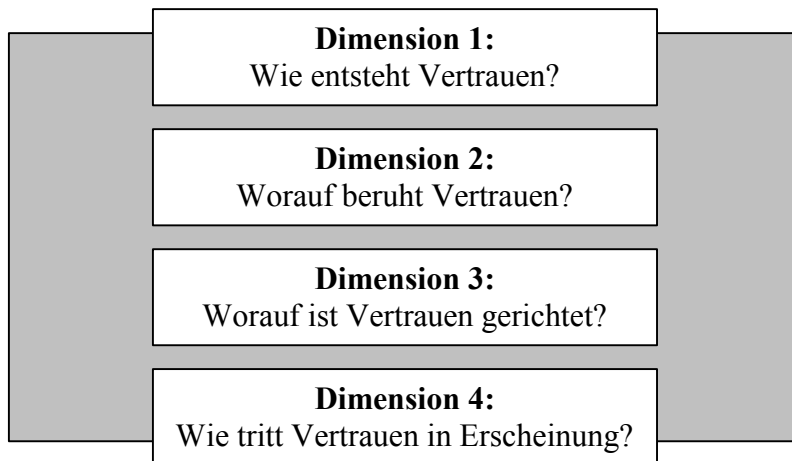 Dimension 1:
Wie entsteht Vertrauen?
Dimension 2:
Worauf beruht Vertrauen?
Dimension 3:
Worauf ist Vertrauen gerichtet?
Dimension 4:
Wie tritt Vertrauen in Erscheinung?